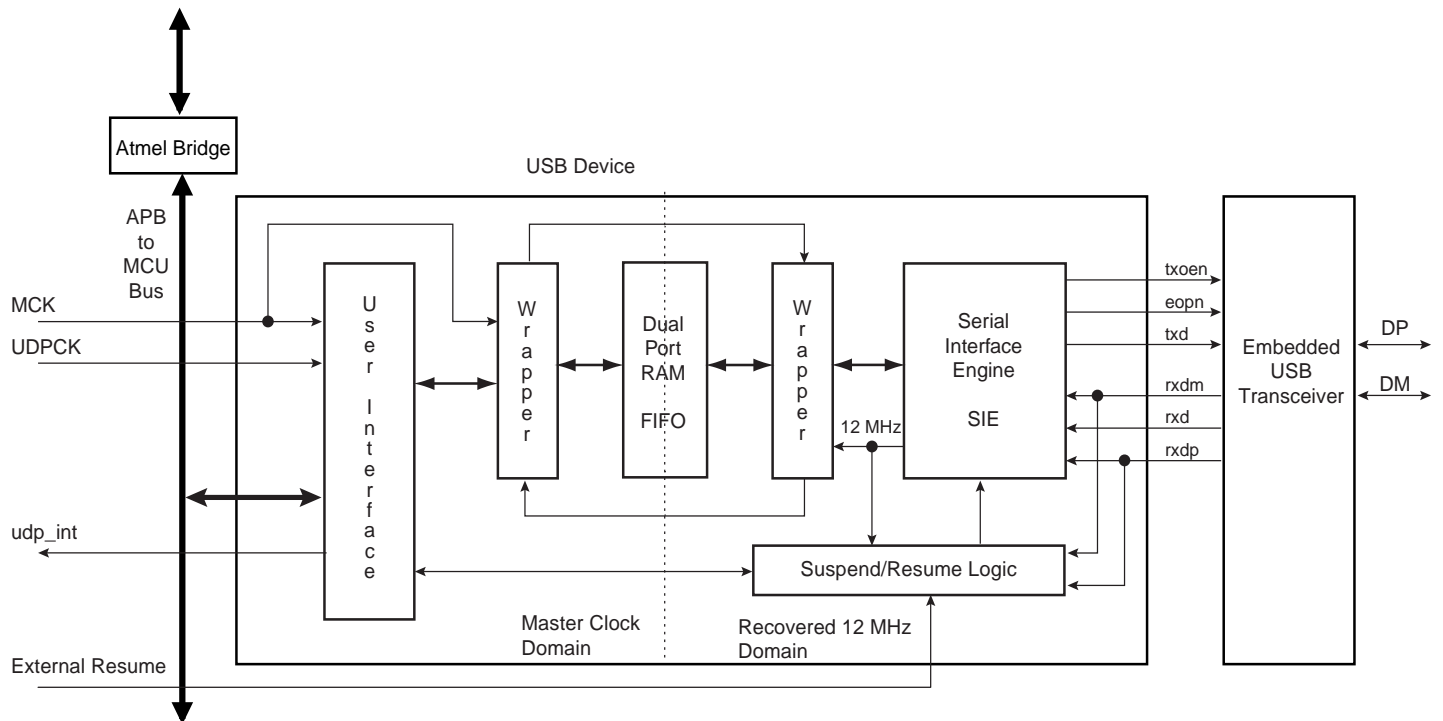 Atmel Bridge
USB Device
APB
to
MCU
Bus
MCK
UDPCK
udp_int
External Resume
User Interface
Wrapper
Dual
Port
RAM
FIFO
Wrapper
12 MHz
Serial
Interface
Engine
SIE
Suspend/Resume Logic
Master Clock
Domain
Recovered 12 MHz
Domain
txoen
eopn
txd
rxdm
rxd
rxdp
Embedded
USB
Transceiver
DP
DM